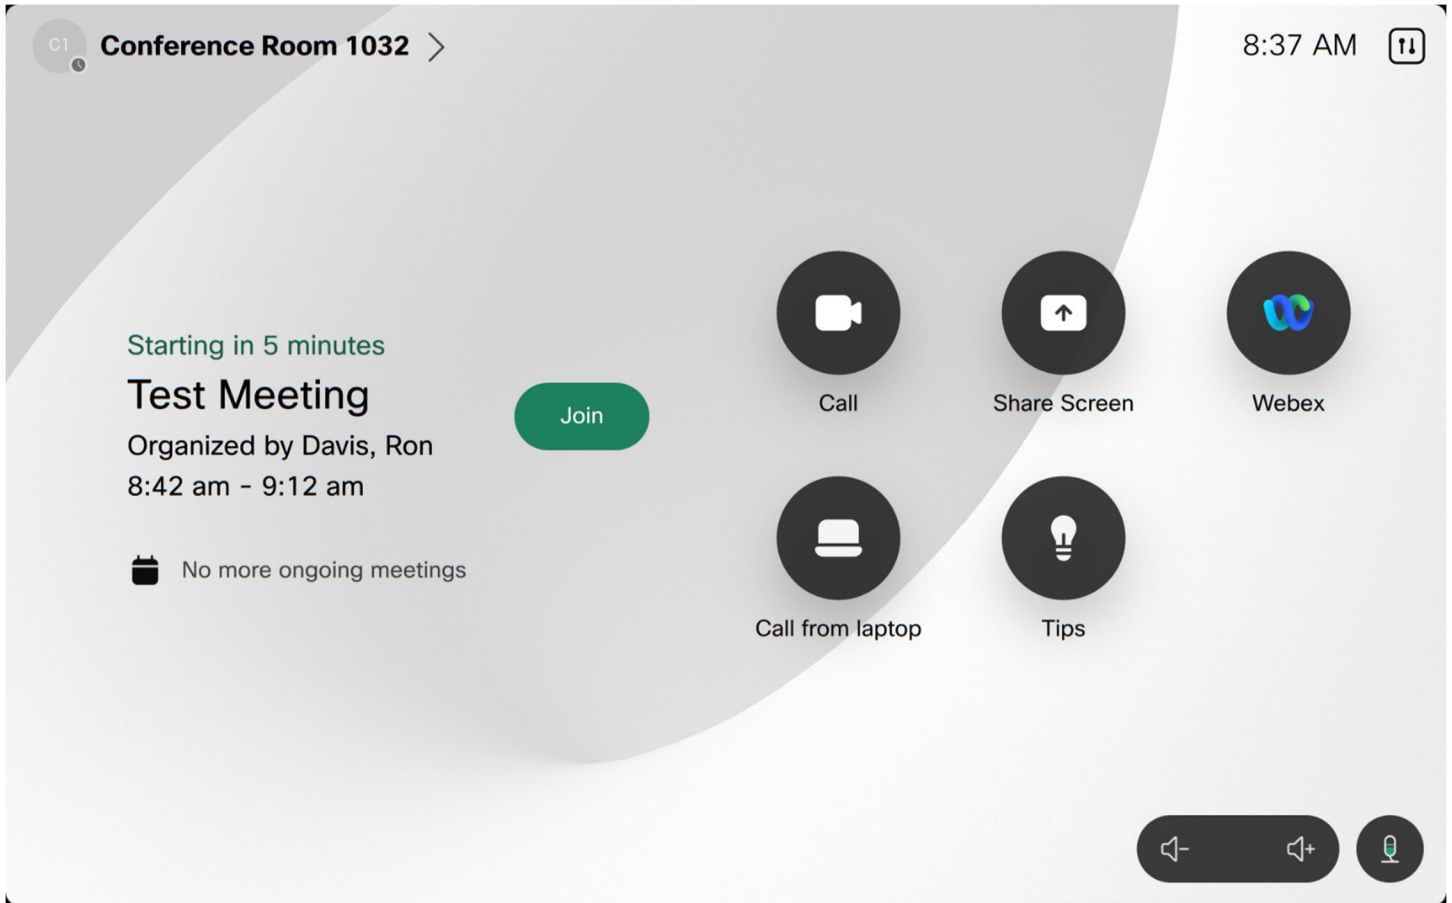 C1
Conference Room 1032
8:37 AM
Starting in 5 minutes
Test Meeting
Organized by Davis, Ron
8:42 am - 9:12 am
Join
No more ongoing meetings
Call
Share Screen
Webex
Call from laptop
Tips